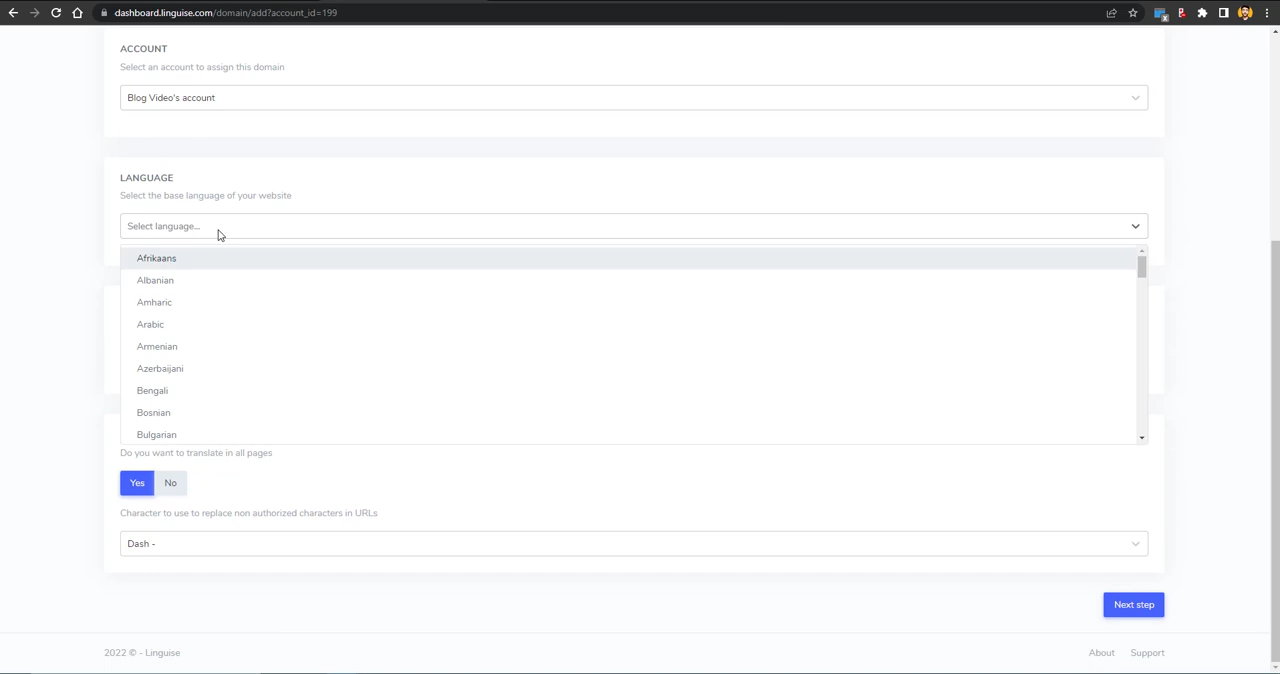 dashboard.linguise.com/domain/add?account_id=199
ACCOUNT
Select an account to assign this domain
Blog Video's account
LANGUAGE
Select the base language of your website
Select language...
Afrikaans
Albanian
Amharic
Arabic
Armenian
Azerbaijani
Bengali
Bosnian
Bulgarian
Do you want to translate in all pages
Yes No
Character to use to replace non authorized characters in URLs
Dash -
Next step
2022 © - Linguise About Support